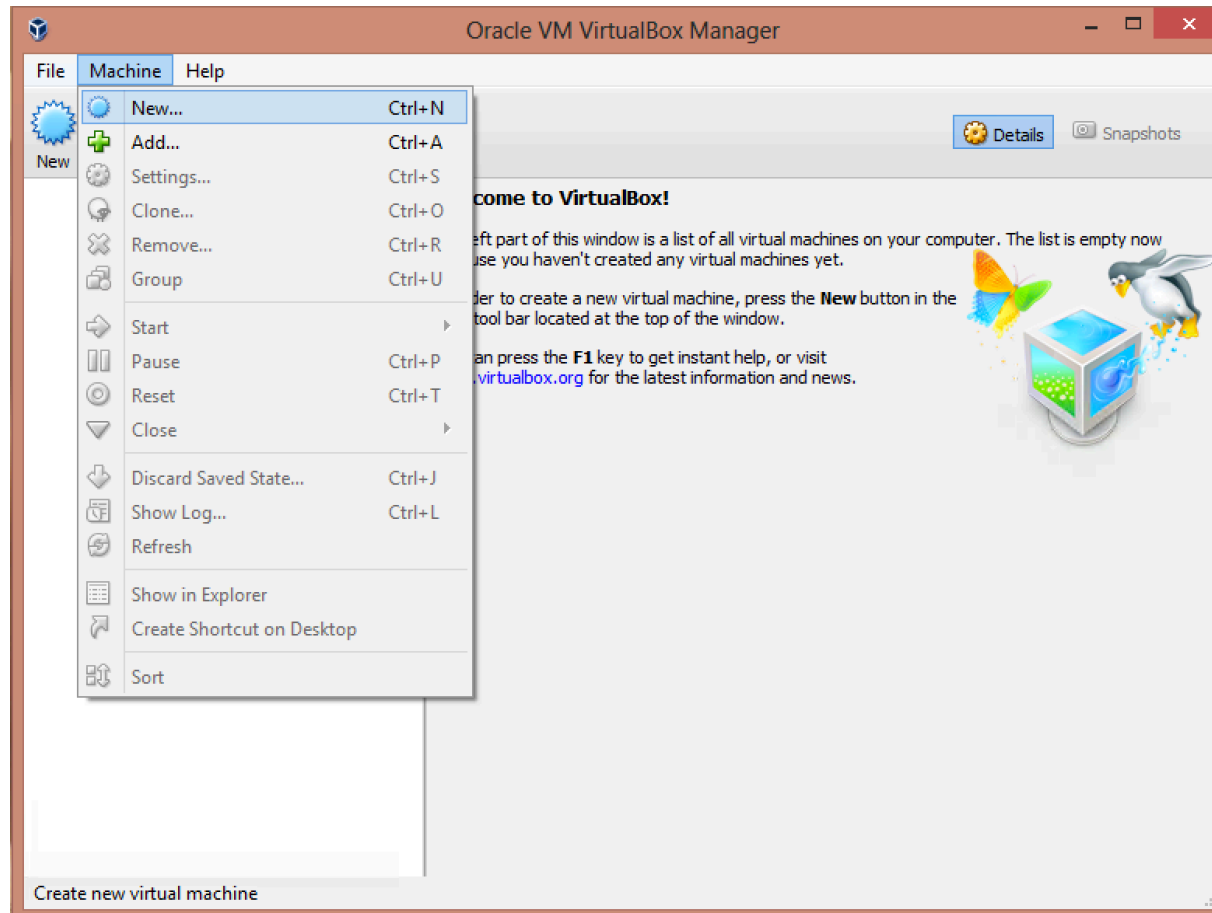 Oracle VM VirtualBox Manager
File Machine Help
New
New... Ctrl+N
Add... Ctrl+A
Settings... Ctrl+S
Clone... Ctrl+O
Remove... Ctrl+R
Group Ctrl+U
Start
Pause Ctrl+P
Reset Ctrl+T
Close
Discard Saved State... Ctrl+J
Show Log... Ctrl+L
Refresh
Show in Explorer
Create Shortcut on Desktop
Sort
Details Snapshots
come to VirtualBox!
eft part of this window is a list of all virtual machines on your computer. The list is empty now
use you haven't created any virtual machines yet.
der to create a new virtual machine, press the New button in the
tool bar located at the top of the window.
an press the F1 key to get instant help, or visit
.virtualbox.org for the latest information and news.
Create new virtual machine